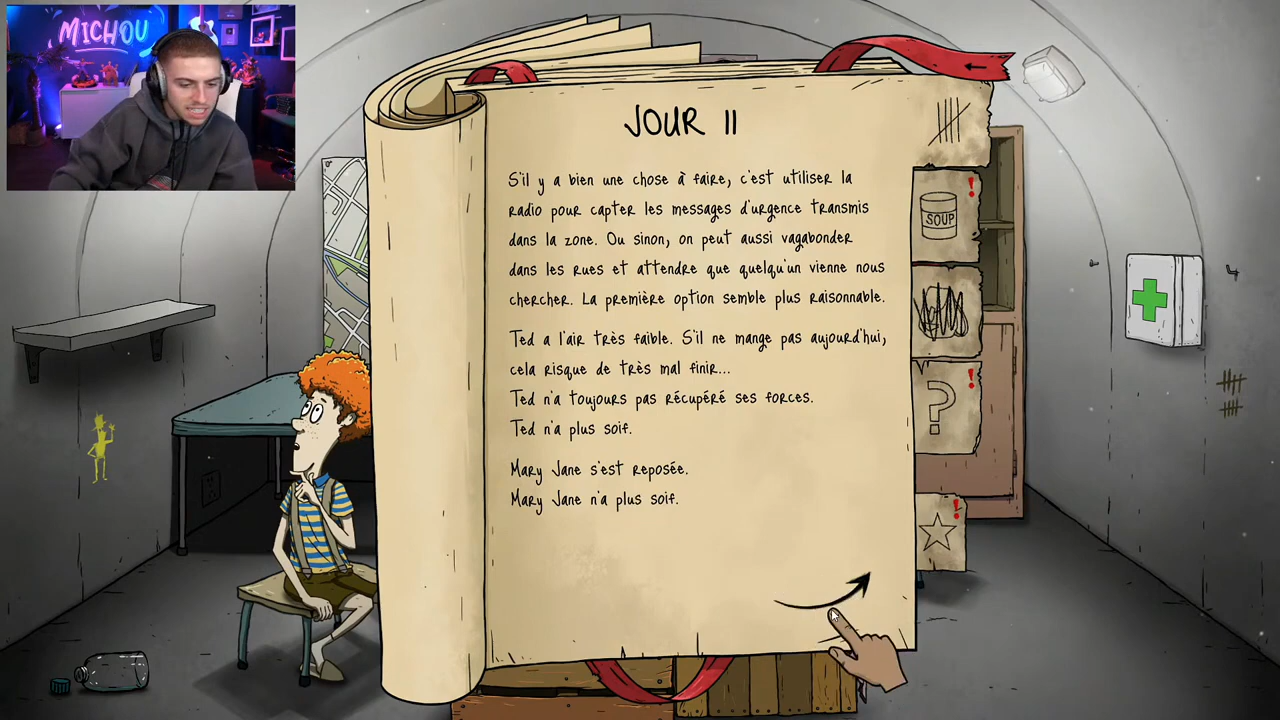 MICHOU
JOUR 11
S'il y a bien une chose à faire, c'est utiliser la
radio pour capter les messages d'urgence transmis
dans la zone. Ou sinon, on peut aussi vagabonder
dans les rues et attendre que quelqu'un vienne nous
chercher. La première option semble plus raisonnable.
Ted a l'air très faible. S'il ne mange pas aujourd'hui,
cela risque de très mal finir...
Ted n'a toujours pas récupéré ses forces.
Ted n'a plus soif.
Mary Jane s'est reposée.
Mary Jane n'a plus soif.
!
SOUP
!
?
!